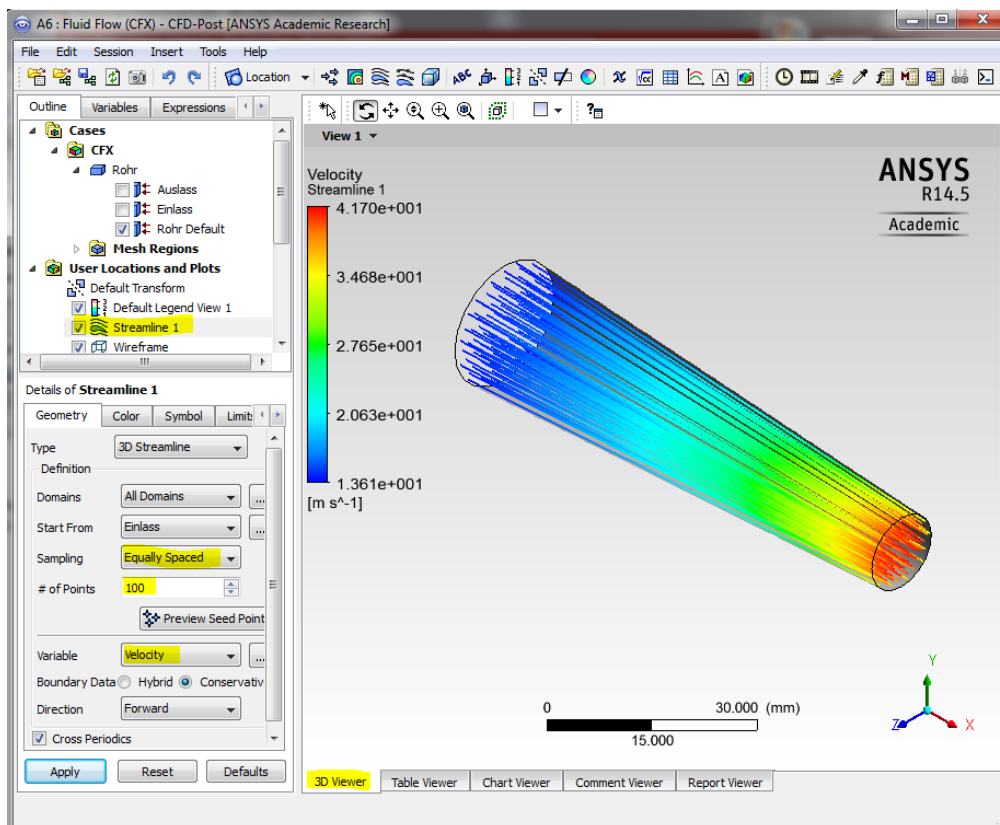 A6 : Fluid Flow (CFX) - CFD-Post [ANSYS Academic Research]
File Edit Session Insert Tools Help
Location
Outline Variables Expressions
Cases
CFX
Rohr
Auslass
Einlass
Rohr Default
Mesh Regions
User Locations and Plots
Default Transform
Default Legend View 1
Streamline 1
Wireframe
Details of Streamline 1
Geometry Color Symbol Limit:
Type 3D Streamline
Definition
Domains All Domains ...
Start From Einlass ...
Sampling Equally Spaced
# of Points 100
Preview Seed Point
Variable Velocity ...
Boundary Data Hybrid Conservativ
Direction Forward
Cross Periodics
Apply Reset Defaults
View 1
Velocity
Streamline 1
4.170e+001
3.468e+001
2.765e+001
2.063e+001
1.361e+001
[m s^-1]
ANSYS
R14.5
Academic
0 30.000 (mm)
15.000
Y
Z X
3D Viewer Table Viewer Chart Viewer Comment Viewer Report Viewer